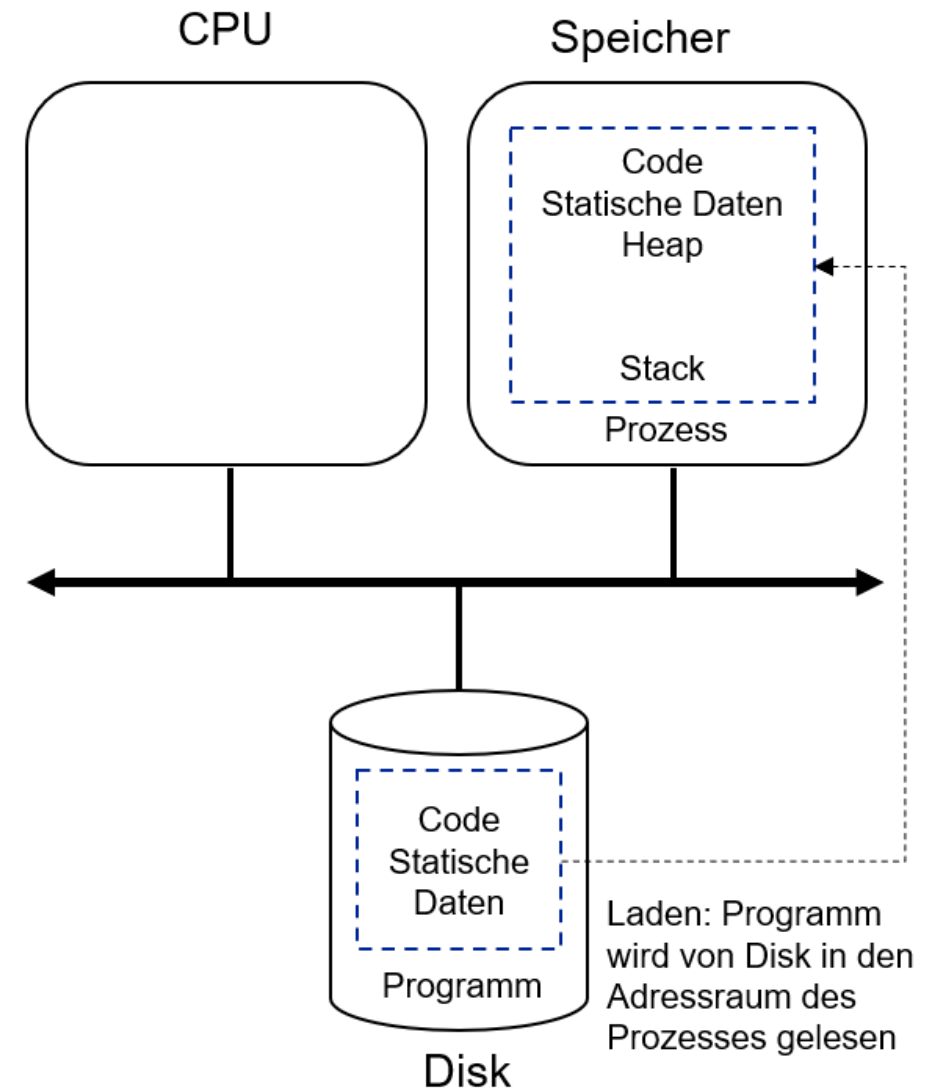 CPU
Speicher
Code
Statische Daten
Heap
Stack
Prozess
Code
Statische
Daten
Programm
Laden: Programm
wird von Disk in den
Adressraum des
Prozesses gelesen
Disk